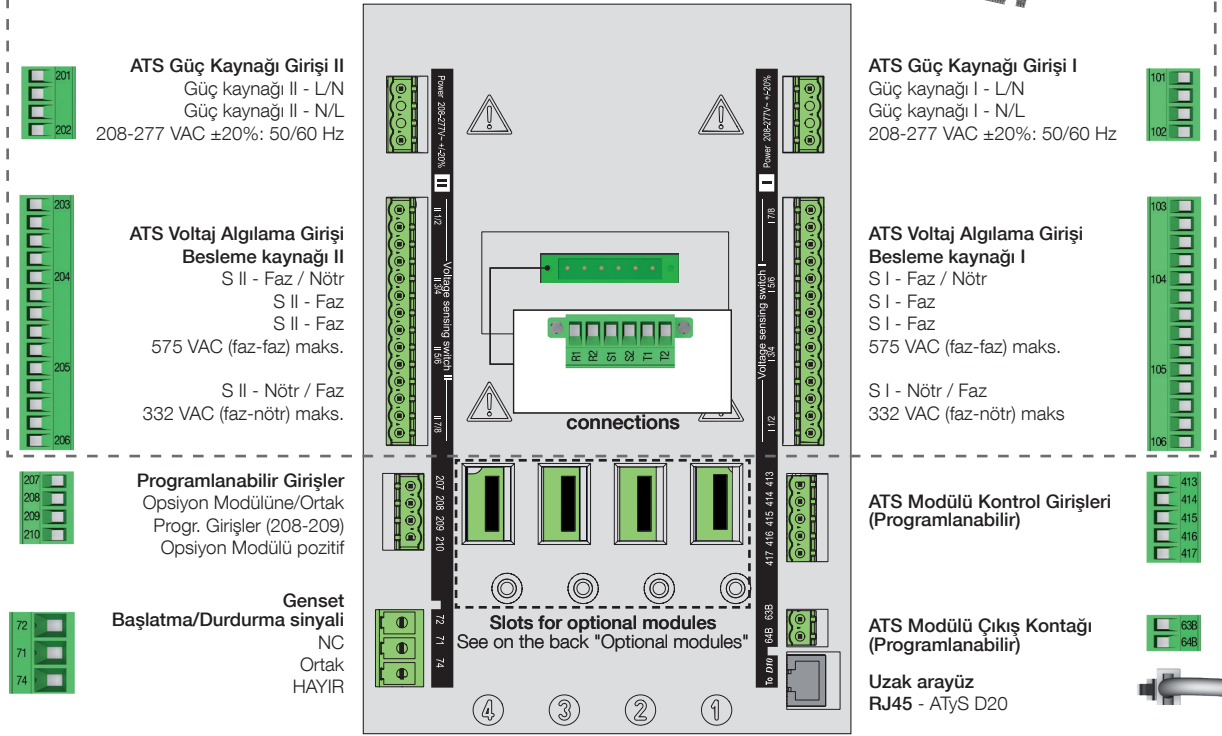 201
202
ATS Güç Kaynağı Girişi II
Güç kaynağı II - L/N
Güç kaynağı II - N/L
208-277 VAC ±20%: 50/60 Hz
203
204
205
206
ATS Voltaj Algılama Girişi
Besleme kaynağı II
S II - Faz / Nötr
S II - Faz
S II - Faz
575 VAC (faz-faz) maks.
S II - Nötr / Faz
332 VAC (faz-nötr) maks.
207
208
209
210
Programlanabilir Girişler
Opsiyon Modülüne/Ortak
Progr. Girişler (208-209)
Opsiyon Modülü pozitif
72
71
74
Genset
Başlatma/Durdurma sinyali
NC
Ortak
HAYIR
Power 208-277V~ +/-20%
II
II 1/2
II 3/4
II 5/6
II 7/8
Voltage sensing switch II
207
208
209
210
72
71
74
R1
R2
S1
S2
T1
T2
connections
Slots for optional modules
See on the back "Optional modules"
4
3
2
1
Power 208-277V~ +/-20%
I
I 7/8
I 5/6
I 3/4
I 1/2
Voltage sensing switch I
417 416 415 414 413
64B 63B
To D10
ATS Güç Kaynağı Girişi I
Güç kaynağı I - L/N
Güç kaynağı I - N/L
208-277 VAC ±20%: 50/60 Hz
101
102
ATS Voltaj Algılama Girişi
Besleme kaynağı I
S I - Faz / Nötr
S I - Faz
S I - Faz
575 VAC (faz-faz) maks.
S I - Nötr / Faz
332 VAC (faz-nötr) maks
103
104
105
106
ATS Modülü Kontrol Girişleri
(Programlanabilir)
413
414
415
416
417
ATS Modülü Çıkış Kontağı
(Programlanabilir)
63B
64B
Uzak arayüz
RJ45 - ATyS D20